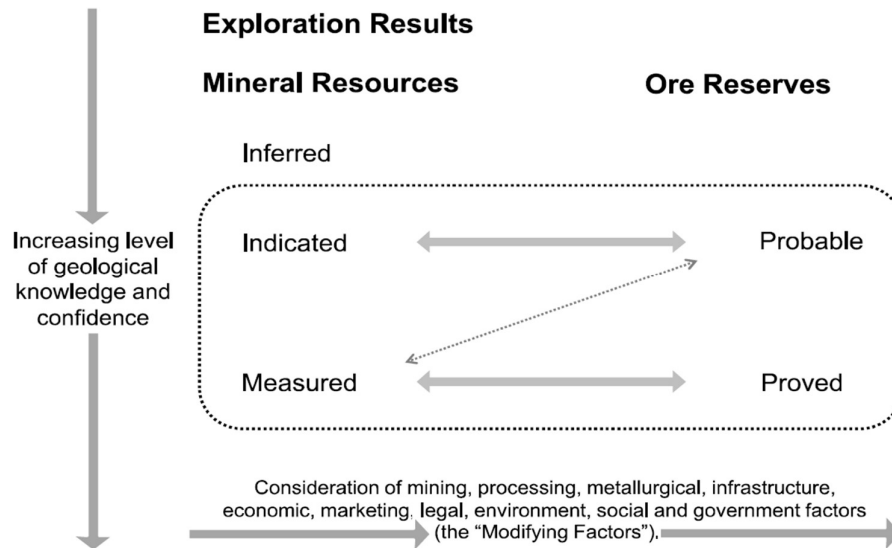 Exploration Results
Mineral Resources
Ore Reserves
Inferred
Indicated
Probable
Increasing level
of geological
knowledge and
confidence
Measured
Proved
Consideration of mining, processing, metallurgical, infrastructure,
economic, marketing, legal, environment, social and government factors
(the “Modifying Factors”).